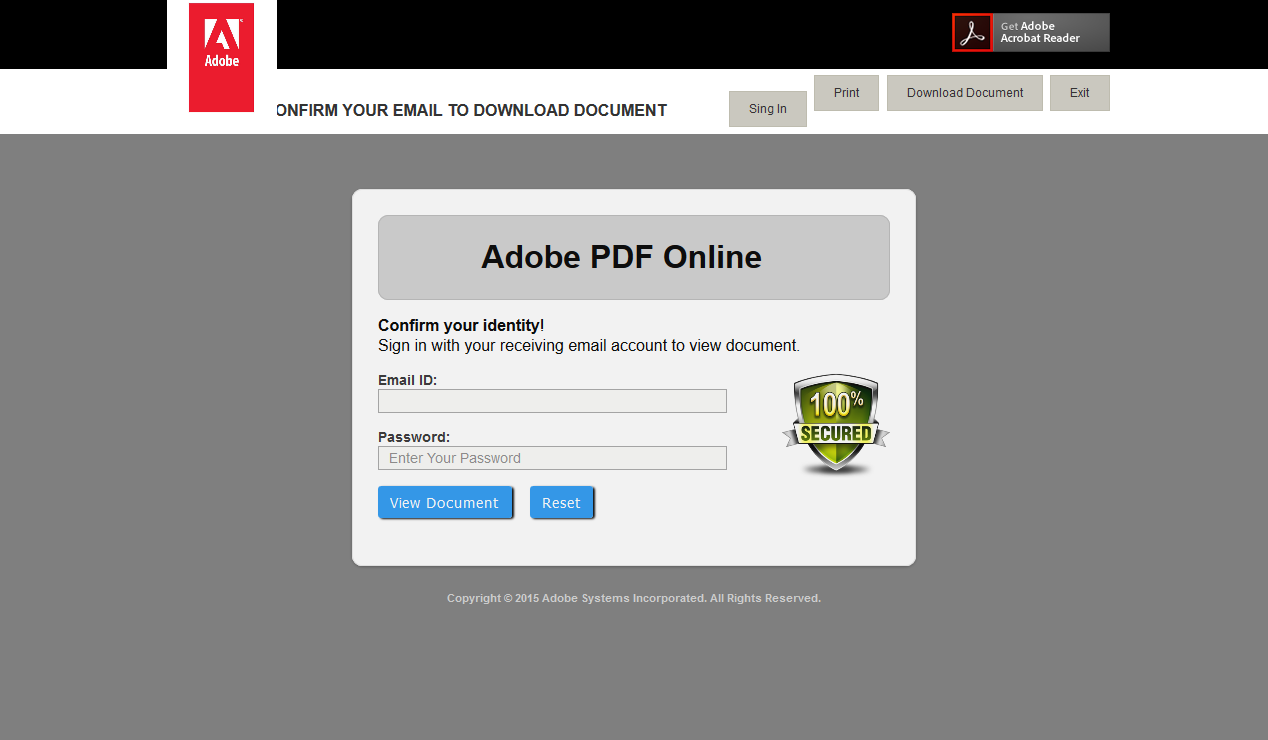 Adobe
Get Adobe
Acrobat Reader
ONFIRM YOUR EMAIL TO DOWNLOAD DOCUMENT
Sing In
Print
Download Document
Exit
Adobe PDF Online
Confirm your identity!
Sign in with your receiving email account to view document.
Email ID:
100%
SECURED
Password:
Enter Your Password
View Document
Reset
Copyright © 2015 Adobe Systems Incorporated. All Rights Reserved.